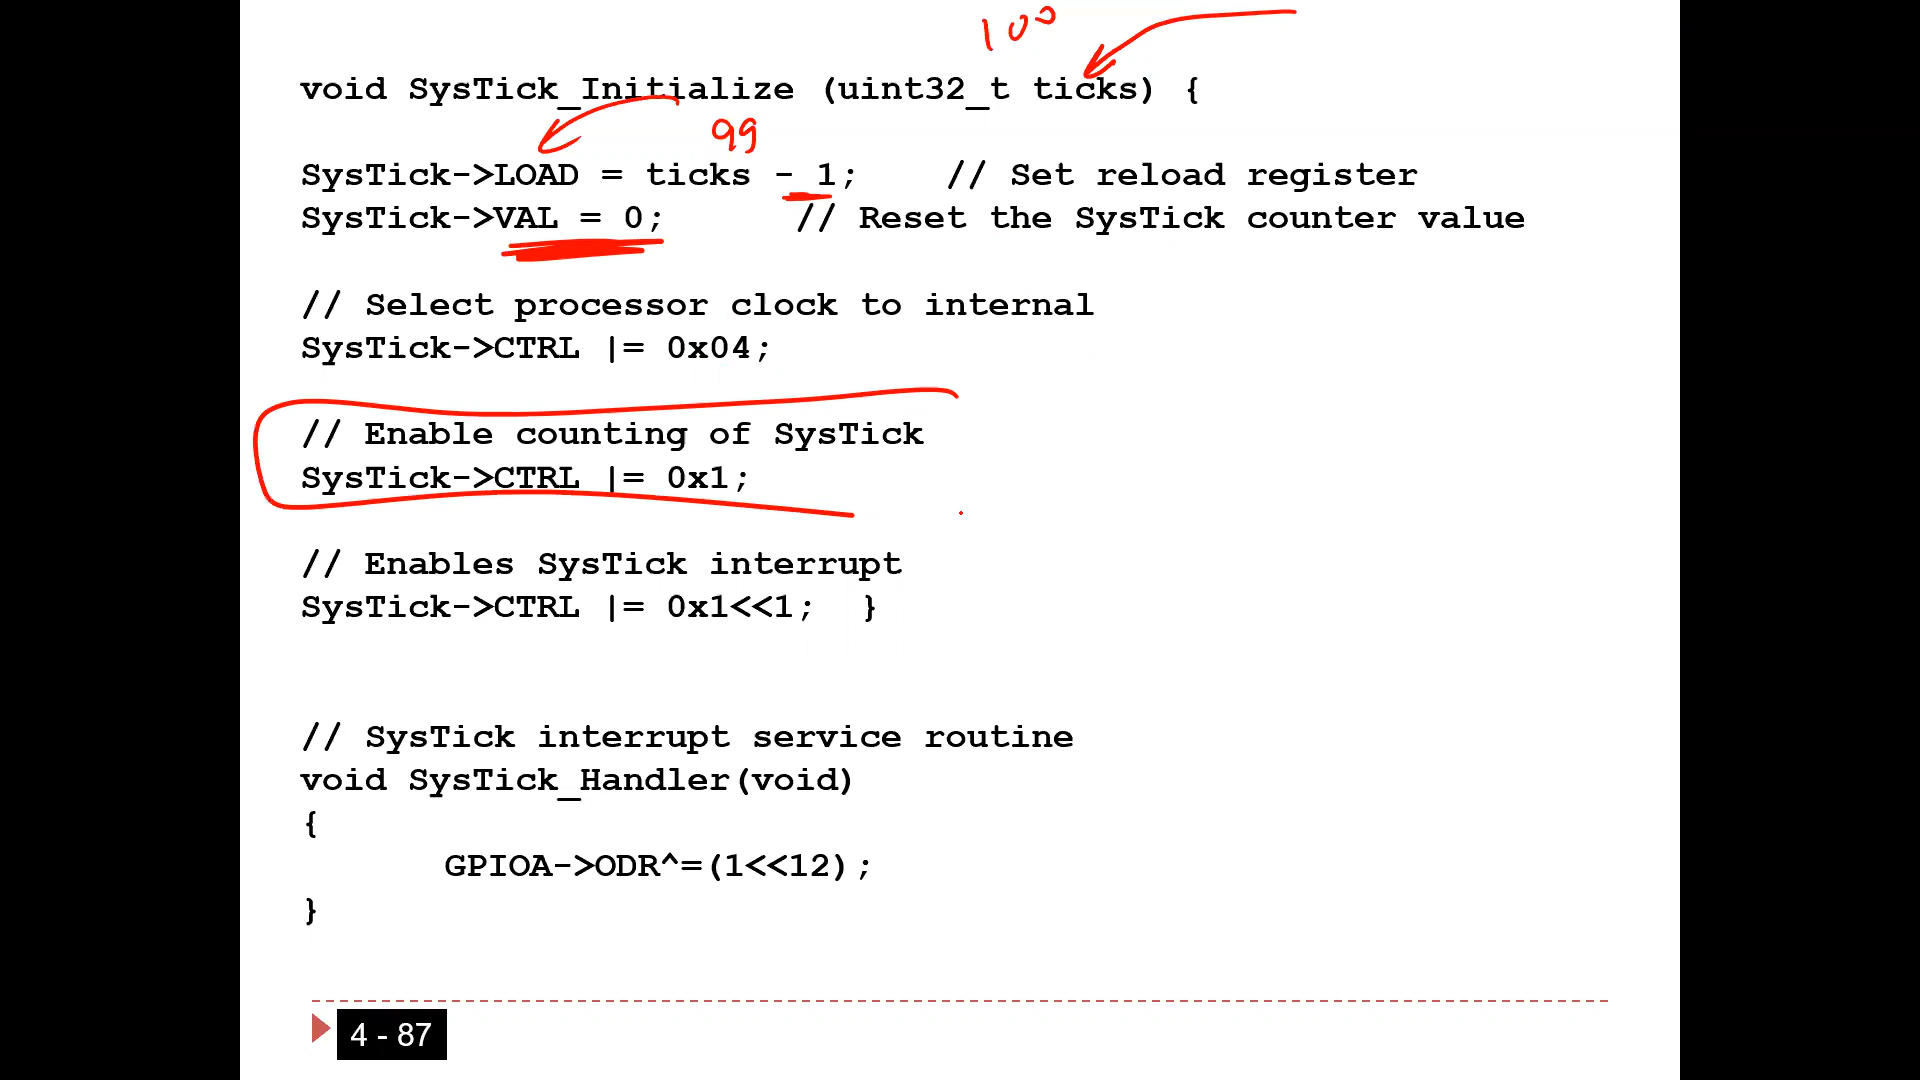 100
void SysTick_Initialize (uint32_t ticks) {
99
SysTick->LOAD = ticks - 1;    // Set reload register
SysTick->VAL = 0;      // Reset the SysTick counter value
// Select processor clock to internal
SysTick->CTRL |= 0x04;
// Enable counting of SysTick
SysTick->CTRL |= 0x1;
// Enables SysTick interrupt
SysTick->CTRL |= 0x1<<1;  }
// SysTick interrupt service routine
void SysTick_Handler(void)
{
GPIOA->ODR^=(1<<12);
}
4 - 87